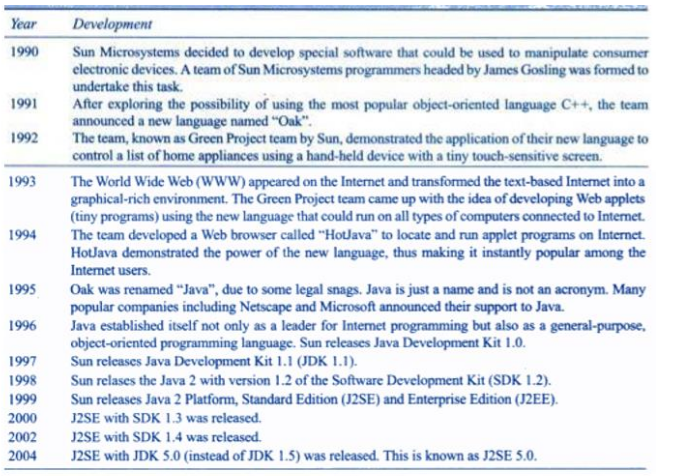 Year Development
1990 Sun Microsystems decided to develop special software that could be used to manipulate consumer
electronic devices. A team of Sun Microsystems programmers headed by James Gosling was formed to
undertake this task.
1991 After exploring the possibility of using the most popular object-oriented language C++, the team
announced a new language named “Oak”.
1992 The team, known as Green Project team by Sun, demonstrated the application of their new language to
control a list of home appliances using a hand-held device with a tiny touch-sensitive screen.
1993 The World Wide Web (WWW) appeared on the Internet and transformed the text-based Internet into a
graphical-rich environment. The Green Project team came up with the idea of developing Web applets
(tiny programs) using the new language that could run on all types of computers connected to Internet.
1994 The team developed a Web browser called “HotJava” to locate and run applet programs on Internet.
HotJava demonstrated the power of the new language, thus making it instantly popular among the
Internet users.
1995 Oak was renamed “Java”, due to some legal snags. Java is just a name and is not an acronym. Many
popular companies including Netscape and Microsoft announced their support to Java.
1996 Java established itself not only as a leader for Internet programming but also as a general-purpose,
object-oriented programming language. Sun releases Java Development Kit 1.0.
1997 Sun releases Java Development Kit 1.1 (JDK 1.1).
1998 Sun relases the Java 2 with version 1.2 of the Software Development Kit (SDK 1.2).
1999 Sun releases Java 2 Platform, Standard Edition (J2SE) and Enterprise Edition (J2EE).
2000 J2SE with SDK 1.3 was released.
2002 J2SE with SDK 1.4 was released.
2004 J2SE with JDK 5.0 (instead of JDK 1.5) was released. This is known as J2SE 5.0.